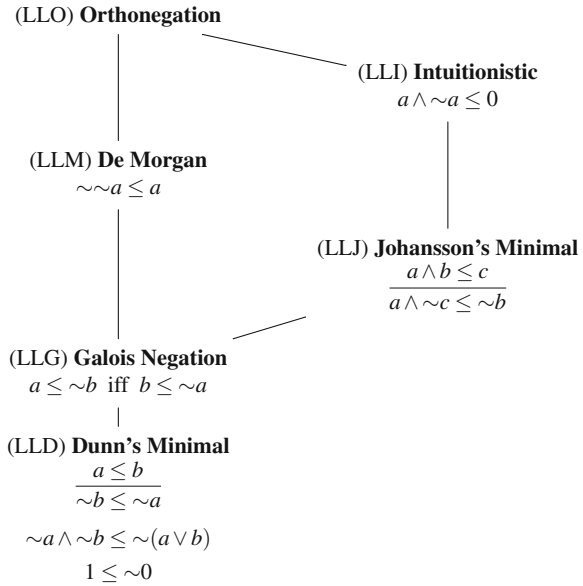 (LLO) Orthonegation
(LLI) Intuitionistic
a ∧ ∼a ≤ 0
(LLM) De Morgan
∼∼a ≤ a
(LLJ) Johansson's Minimal
a ∧ b ≤ c
a ∧ ∼c ≤ ∼b
(LLG) Galois Negation
a ≤ ∼b iff b ≤ ∼a
(LLD) Dunn's Minimal
a ≤ b
∼b ≤ ∼a
∼a ∧ ∼b ≤ ∼(a ∨ b)
1 ≤ ∼0